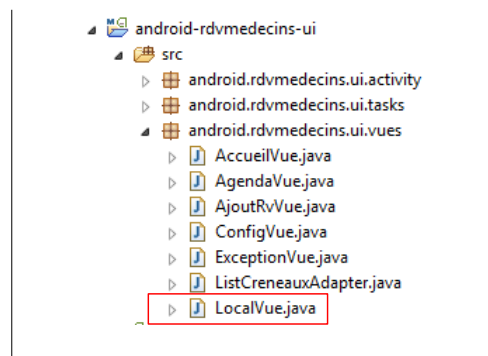 android-rdvmedecins-ui
src
android.rdvmedecins.ui.activity
android.rdvmedecins.ui.tasks
android.rdvmedecins.ui.vues
AccueilVue.java
AgendaVue.java
AjoutRvVue.java
ConfigVue.java
ExceptionVue.java
ListCreneauxAdapter.java
LocalVue.java